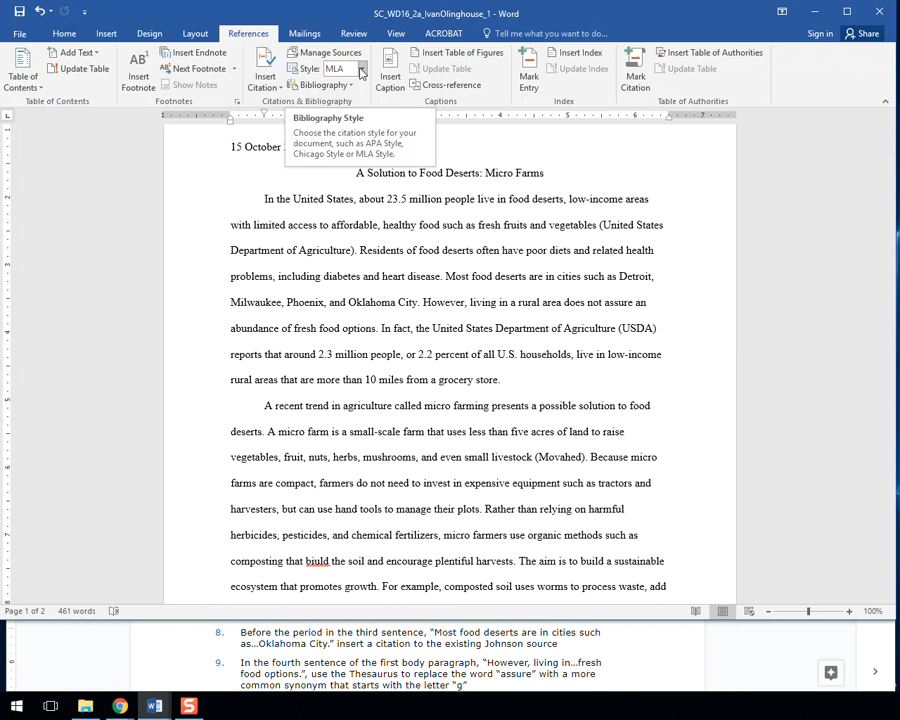 SC_WD16_2a_IvanOlinghouse_1 - Word
File Home Insert Design Layout References Mailings Review View ACROBAT Tell me what you want to do... Sign in Share
Table of Contents
Add Text
Update Table
Table of Contents
AB1
Insert Footnote
Insert Endnote
Next Footnote
Show Notes
Footnotes
Insert Citation
Manage Sources
Style: MLA
Bibliography
Citations & Bibliography
Insert Caption
Insert Table of Figures
Update Table
Cross-reference
Captions
Mark Entry
Insert Index
Update Index
Index
Mark Citation
Insert Table of Authorities
Update Table
Table of Authorities
Bibliography Style
Choose the citation style for your
document, such as APA Style,
Chicago Style or MLA Style.
15 October
A Solution to Food Deserts: Micro Farms
In the United States, about 23.5 million people live in food deserts, low-income areas
with limited access to affordable, healthy food such as fresh fruits and vegetables (United States
Department of Agriculture). Residents of food deserts often have poor diets and related health
problems, including diabetes and heart disease. Most food deserts are in cities such as Detroit,
Milwaukee, Phoenix, and Oklahoma City. However, living in a rural area does not assure an
abundance of fresh food options. In fact, the United States Department of Agriculture (USDA)
reports that around 2.3 million people, or 2.2 percent of all U.S. households, live in low-income
rural areas that are more than 10 miles from a grocery store.
A recent trend in agriculture called micro farming presents a possible solution to food
deserts. A micro farm is a small-scale farm that uses less than five acres of land to raise
vegetables, fruit, nuts, herbs, mushrooms, and even small livestock (Movahed). Because micro
farms are compact, farmers do not need to invest in expensive equipment such as tractors and
harvesters, but can use hand tools to manage their plots. Rather than relying on harmful
herbicides, pesticides, and chemical fertilizers, micro farmers use organic methods such as
composting that biuld the soil and encourage plentiful harvests. The aim is to build a sustainable
ecosystem that promotes growth. For example, composted soil uses worms to process waste, add
Page 1 of 2 461 words 100%
8. Before the period in the third sentence, “Most food deserts are in cities such
as…Oklahoma City.” insert a citation to the existing Johnson source
9. In the fourth sentence of the first body paragraph, “However, living in…fresh
food options.”, use the Thesaurus to replace the word “assure” with a more
common synonym that starts with the letter “g”